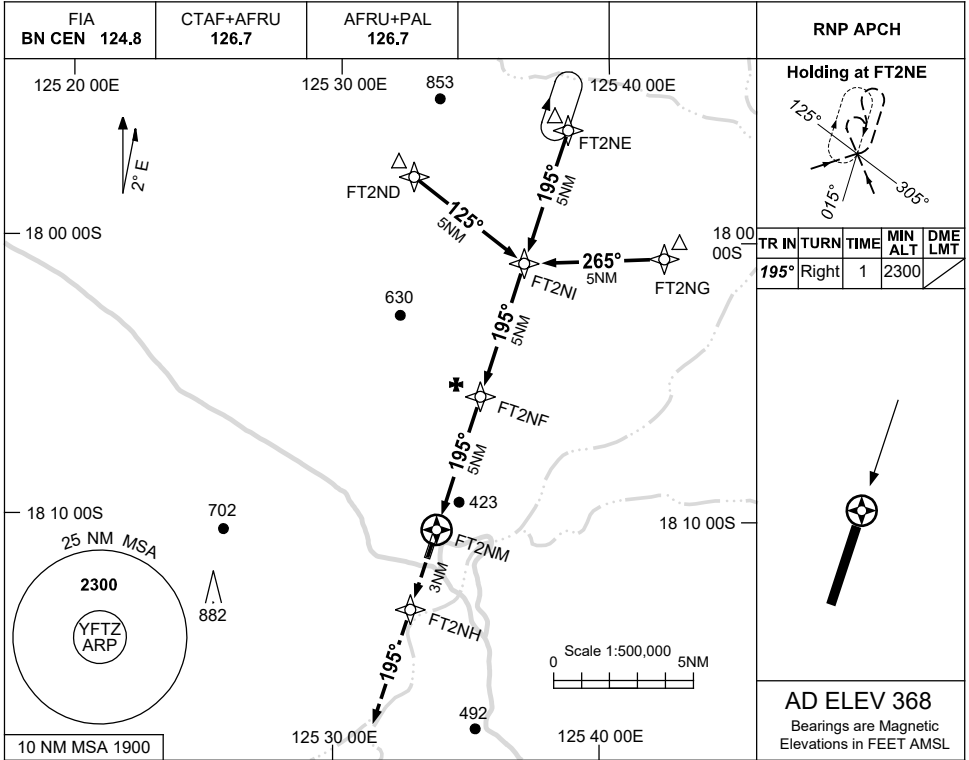 FIA
BN CEN 124.8
CTAF+AFRU
126.7
AFRU+PAL
126.7
RNP APCH
125 20 00E
125 30 00E
125 40 00E
853
2° E
FT2NE
FT2ND
195°
5NM
125°
5NM
18 00 00S
18 00
00S
265°
5NM
FT2NI
FT2NG
630
195°
5NM
FT2NF
195°
5NM
423
18 10 00S
18 10 00S
702
FT2NM
25 NM MSA
2300
YFTZ
ARP
882
3NM
FT2NH
195°
Scale 1:500,000
0
5NM
492
10 NM MSA 1900
125 30 00E
125 40 00E
Holding at FT2NE
125°
305°
015°
TR IN TURN TIME MIN ALT DME LMT
195° Right 1 2300
AD ELEV 368
Bearings are Magnetic
Elevations in FEET AMSL